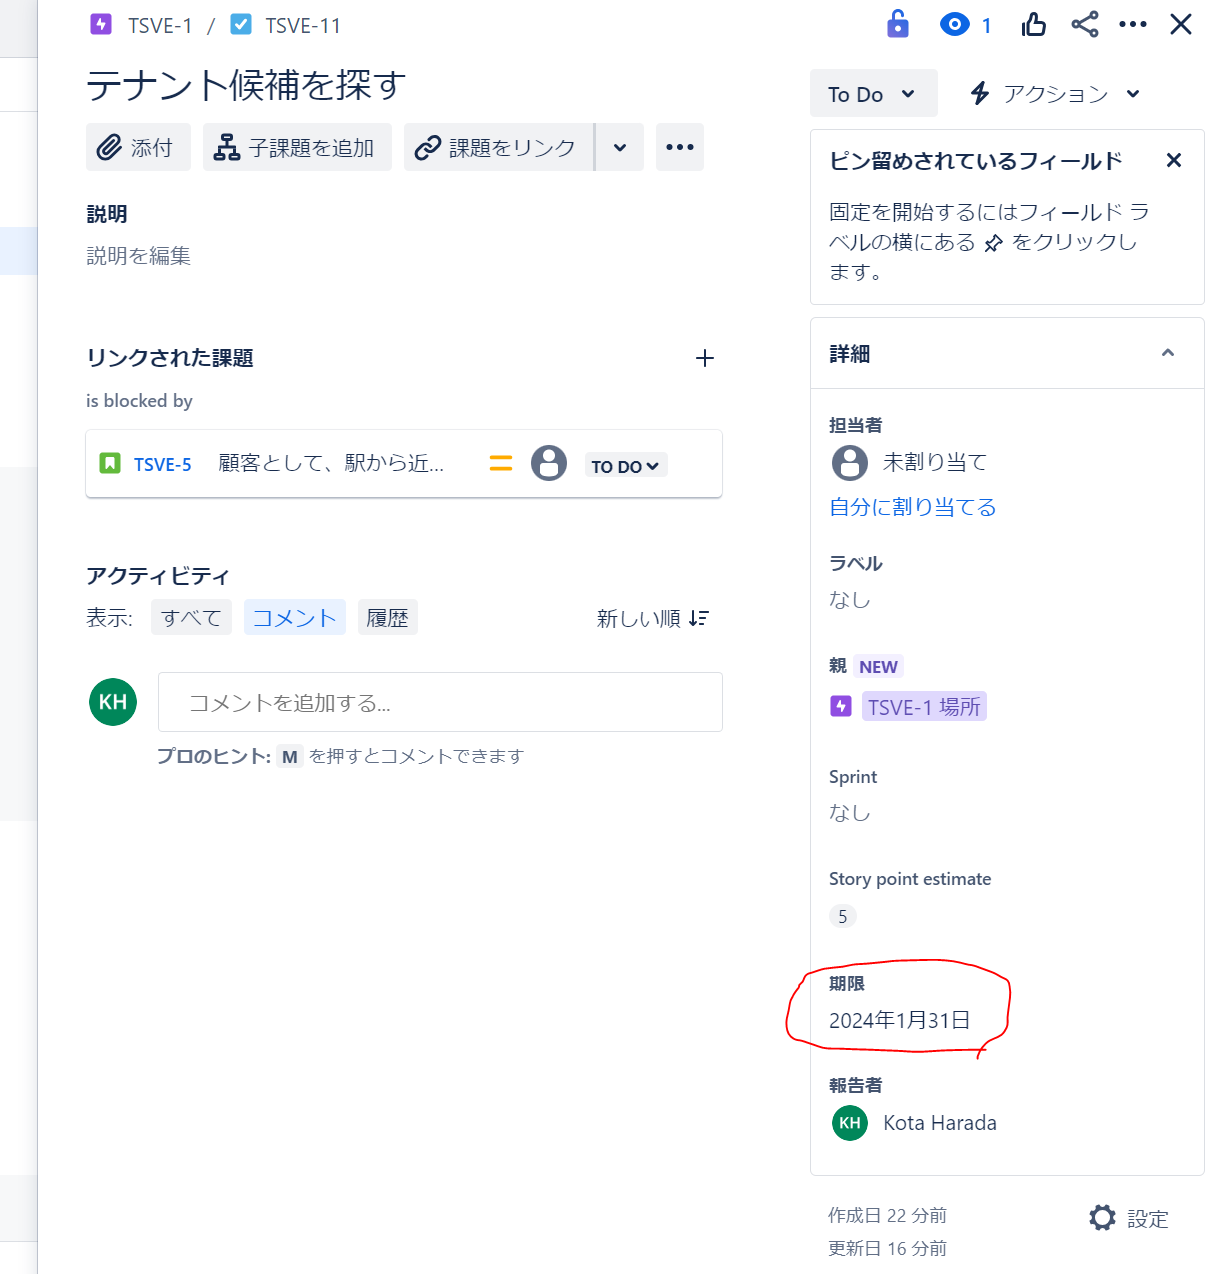 TSVE-1 / TSVE-11
1
テナント候補を探す
添付
子課題を追加
課題をリンク
説明
説明を編集
リンクされた課題
is blocked by
TSVE-5 顧客として、駅から近... TO DO
アクティビティ
表示: すべて コメント 履歴 新しい順
KH コメントを追加する...
プロのヒント: M を押すとコメントできます
To Do
アクション
ピン留めされているフィールド
固定を開始するにはフィールド ラ
ベルの横にある をクリックし
ます。
詳細
担当者
未割り当て
自分に割り当てる
ラベル
なし
親 NEW
TSVE-1 場所
Sprint
なし
Story point estimate
5
期限
2024年1月31日
報告者
KH Kota Harada
作成日 22 分前
更新日 16 分前
設定